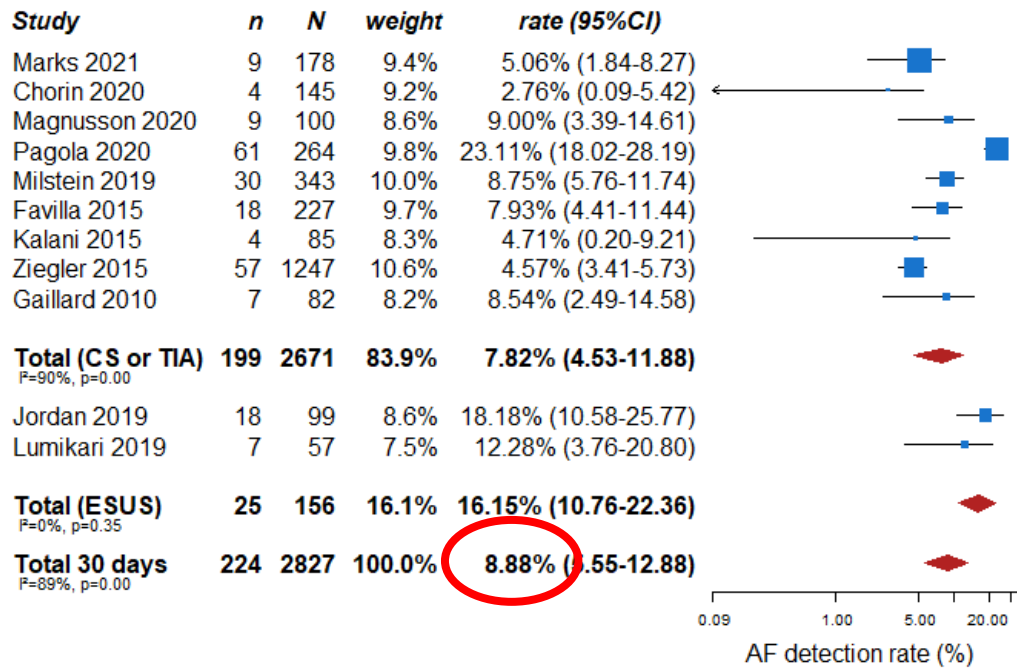 Study n N weight rate (95%CI)
Marks 2021 9 178 9.4% 5.06% (1.84-8.27)
Chorin 2020 4 145 9.2% 2.76% (0.09-5.42)
Magnusson 2020 9 100 8.6% 9.00% (3.39-14.61)
Pagola 2020 61 264 9.8% 23.11% (18.02-28.19)
Milstein 2019 30 343 10.0% 8.75% (5.76-11.74)
Favilla 2015 18 227 9.7% 7.93% (4.41-11.44)
Kalani 2015 4 85 8.3% 4.71% (0.20-9.21)
Ziegler 2015 57 1247 10.6% 4.57% (3.41-5.73)
Gaillard 2010 7 82 8.2% 8.54% (2.49-14.58)
Total (CS or TIA) 199 2671 83.9% 7.82% (4.53-11.88)
I²=90%, p=0.00
Jordan 2019 18 99 8.6% 18.18% (10.58-25.77)
Lumikari 2019 7 57 7.5% 12.28% (3.76-20.80)
Total (ESUS) 25 156 16.1% 16.15% (10.76-22.36)
I²=0%, p=0.35
Total 30 days 224 2827 100.0% 8.88% (5.55-12.88)
I²=89%, p=0.00
0.09 1.00 5.00 20.00
AF detection rate (%)